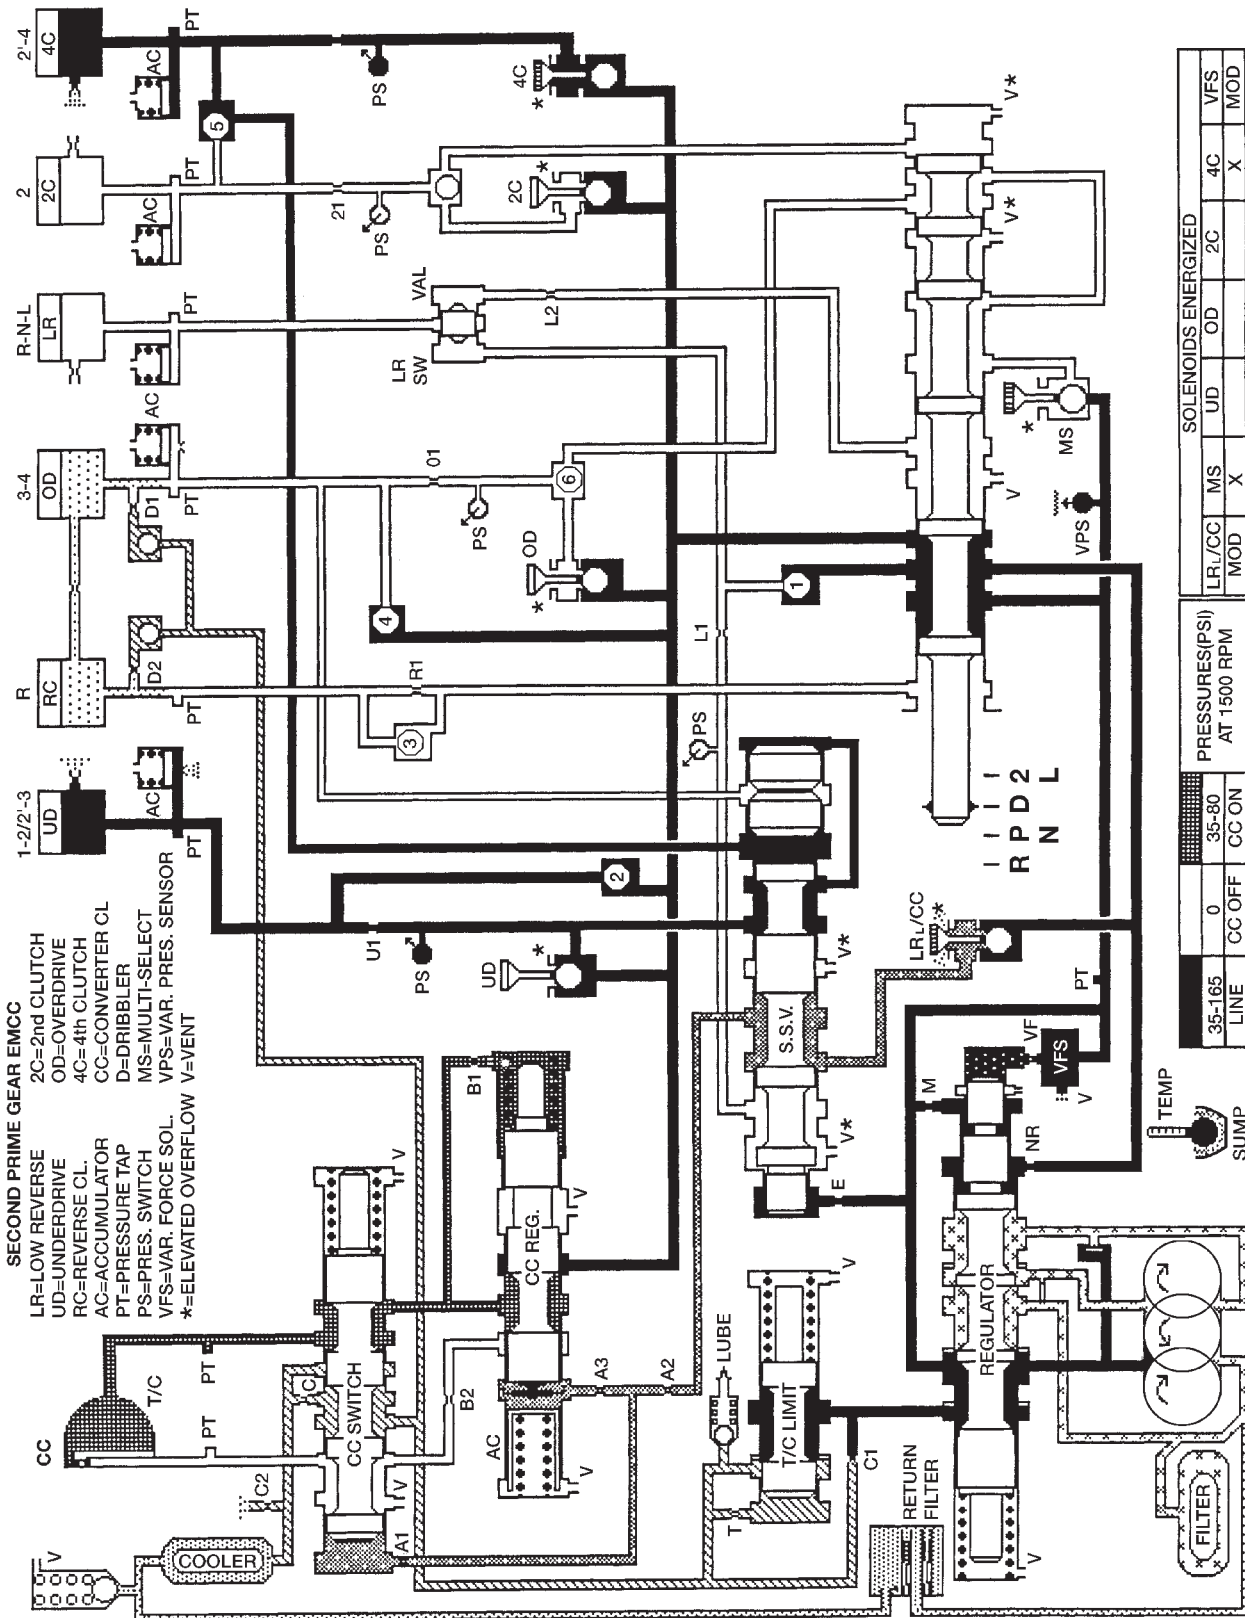 SECOND PRIME GEAR EMCC
LR=LOW REVERSE 2C=2nd CLUTCH
UD=UNDERDRIVE OD=OVERDRIVE
RC=REVERSE CL. 4C=4th CLUTCH
AC=ACCUMULATOR CC=CONVERTER CL
PT=PRESSURE TAP D=DRIBBLER
PS=PRES. SWITCH MS=MULTI-SELECT
VFS=VAR. FORCE SOL. VPS=VAR. PRES. SENSOR
*=ELEVATED OVERFLOW V=VENT
1-2/2'-3
UD
R
RC
3-4
OD
R-N-L
LR
2
2C
2'-4
4C
AC
PT
D2
PT
D1
AC
PT
AC
PT
AC
PT
AC
PT
5
CC
T/C
PT
PT
C2
COOLER
V
CC SWITCH
C
V
V
A1
B2
B1
CC REG.
V
AC
V
A3
A2
U1
PS
UD
*
2
3
R1
4
01
PS
6
OD
*
LR
SW
VAL
L2
21
PS
2C
*
PS
4C
*
L1
PS
1
LUBE
T
T/C LIMIT
V
C1
RETURN
FILTER
S.S.V.
V*
V*
E
LRL/CC
*
R P D 2
N L
V
MS
*
VPS
V*
V*
PT
REGULATOR
V
NR
M
VF
VFS
V
FILTER
TEMP
SUMP
35-165
LINE
0
CC OFF
35-80
CC ON
PRESSURES(PSI)
AT 1500 RPM
SOLENOIDS ENERGIZED
LRL/CC MS UD OD 2C 4C VFS
MOD X X MOD